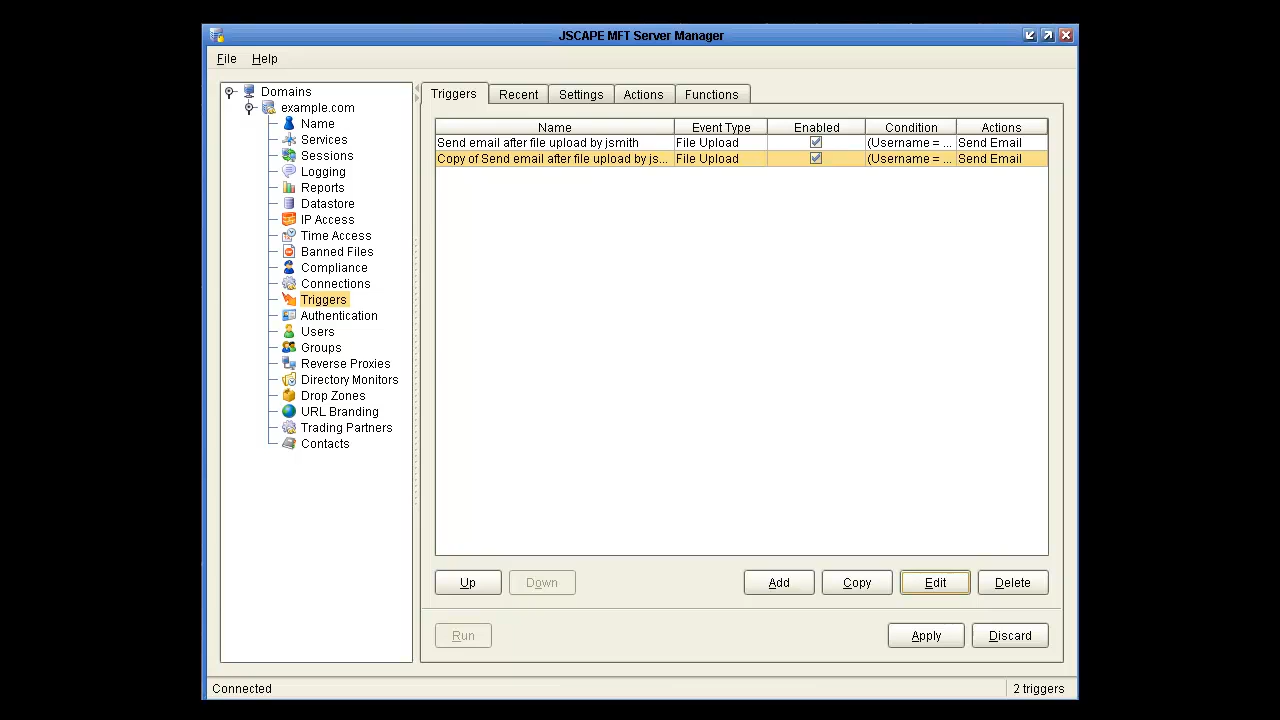 JSCAPE MFT Server Manager
File Help
Domains
example.com
Name
Services
Sessions
Logging
Reports
Datastore
IP Access
Time Access
Banned Files
Compliance
Connections
Triggers
Authentication
Users
Groups
Reverse Proxies
Directory Monitors
Drop Zones
URL Branding
Trading Partners
Contacts
Triggers Recent Settings Actions Functions
Name Event Type Enabled Condition Actions
Send email after file upload by jsmith File Upload (Username = ... Send Email
Copy of Send email after file upload by js... File Upload (Username = ... Send Email
Up Down Add Copy Edit Delete
Run Apply Discard
Connected 2 triggers